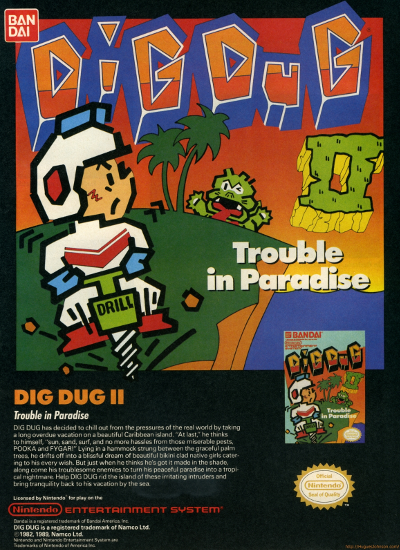 BAN
DAI
DIG DUG
II
Trouble
in Paradise
DRILL
BANDAI
DIG DUG
II
Trouble
in Paradise
DIG DUG II
Trouble in Paradise
DIG DUG has decided to chill out from the pressures of the real world by taking
a long overdue vacation on a beautiful Caribbean island. "At last," he thinks
to himself, "sun, sand, surf, and no more hassles from those miserable pests,
POOKA and FYGAR!" Lying in a hammock strung between the graceful palm
trees, he drifts off into a blissful dream of beautiful bikini clad native girls cater-
ing to his every wish. But just when he thinks he's got it made in the shade,
along come his troublesome enemies to turn his peaceful paradise into a tropi-
cal nightmare. Help DIG DUG rid the island of these irritating intruders and
bring tranquility back to his vacation by the sea.
Official
Nintendo
Seal of Quality
Licensed by Nintendo® for play on the
Nintendo ENTERTAINMENT SYSTEM®
Bandai is a registered trademark of Bandai America, Inc.
DIG DUG is a registered trademark of Namco Ltd.
© 1982, 1989, Namco Ltd.
Nintendo and Nintendo Entertainment System are
Trademarks of Nintendo of America Inc.